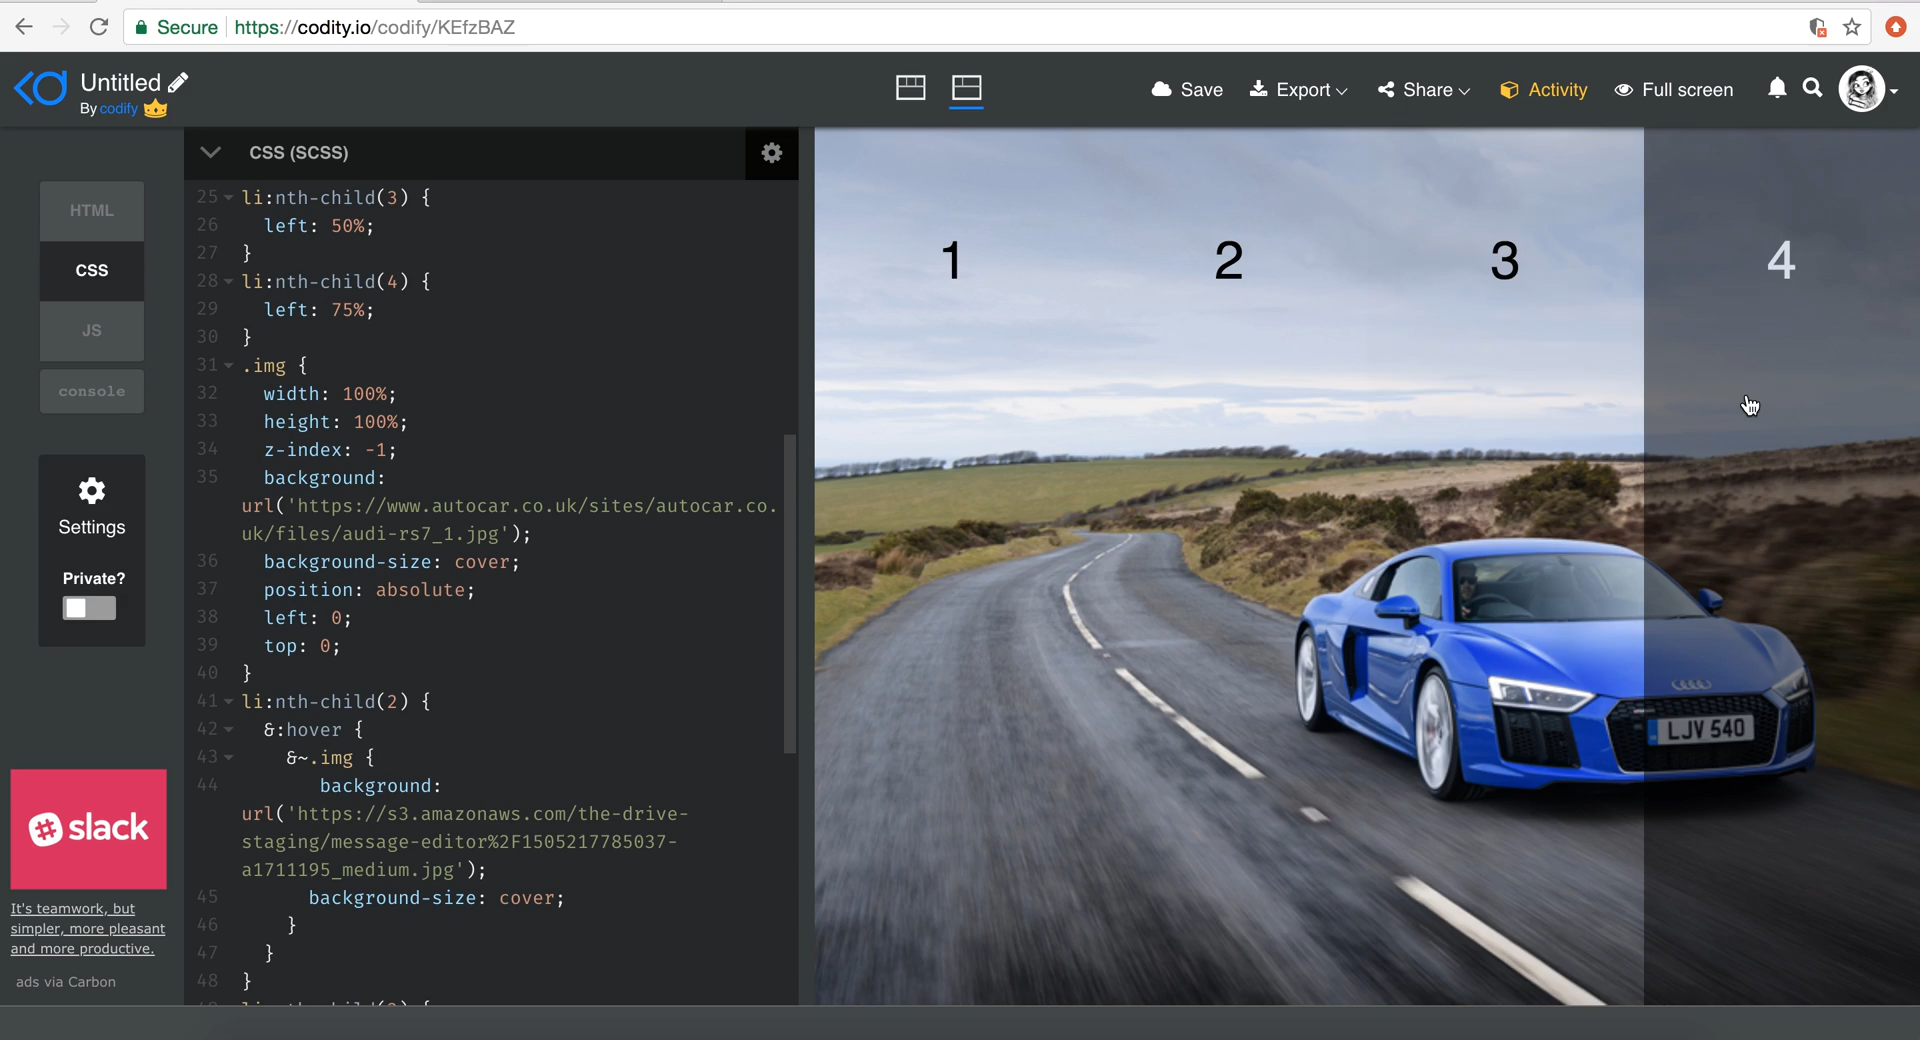 Secure https://codity.io/codify/KEfzBAZ
Untitled
By codify
Save Export Share Activity Full screen
CSS (SCSS)
HTML
CSS
JS
console
Settings
Private?
slack
It's teamwork, but
simpler, more pleasant
and more productive.
ads via Carbon
25 li:nth-child(3) {
26 left: 50%;
27 }
28 li:nth-child(4) {
29 left: 75%;
30 }
31 .img {
32 width: 100%;
33 height: 100%;
34 z-index: -1;
35 background:
url('https://www.autocar.co.uk/sites/autocar.co.
uk/files/audi-rs7_1.jpg');
36 background-size: cover;
37 position: absolute;
38 left: 0;
39 top: 0;
40 }
41 li:nth-child(2) {
42 &:hover {
43 &~.img {
44 background:
url('https://s3.amazonaws.com/the-drive-
staging/message-editor%2F1505217785037-
a1711195_medium.jpg');
45 background-size: cover;
46 }
47 }
48 }
1 2 3 4
LJV 540